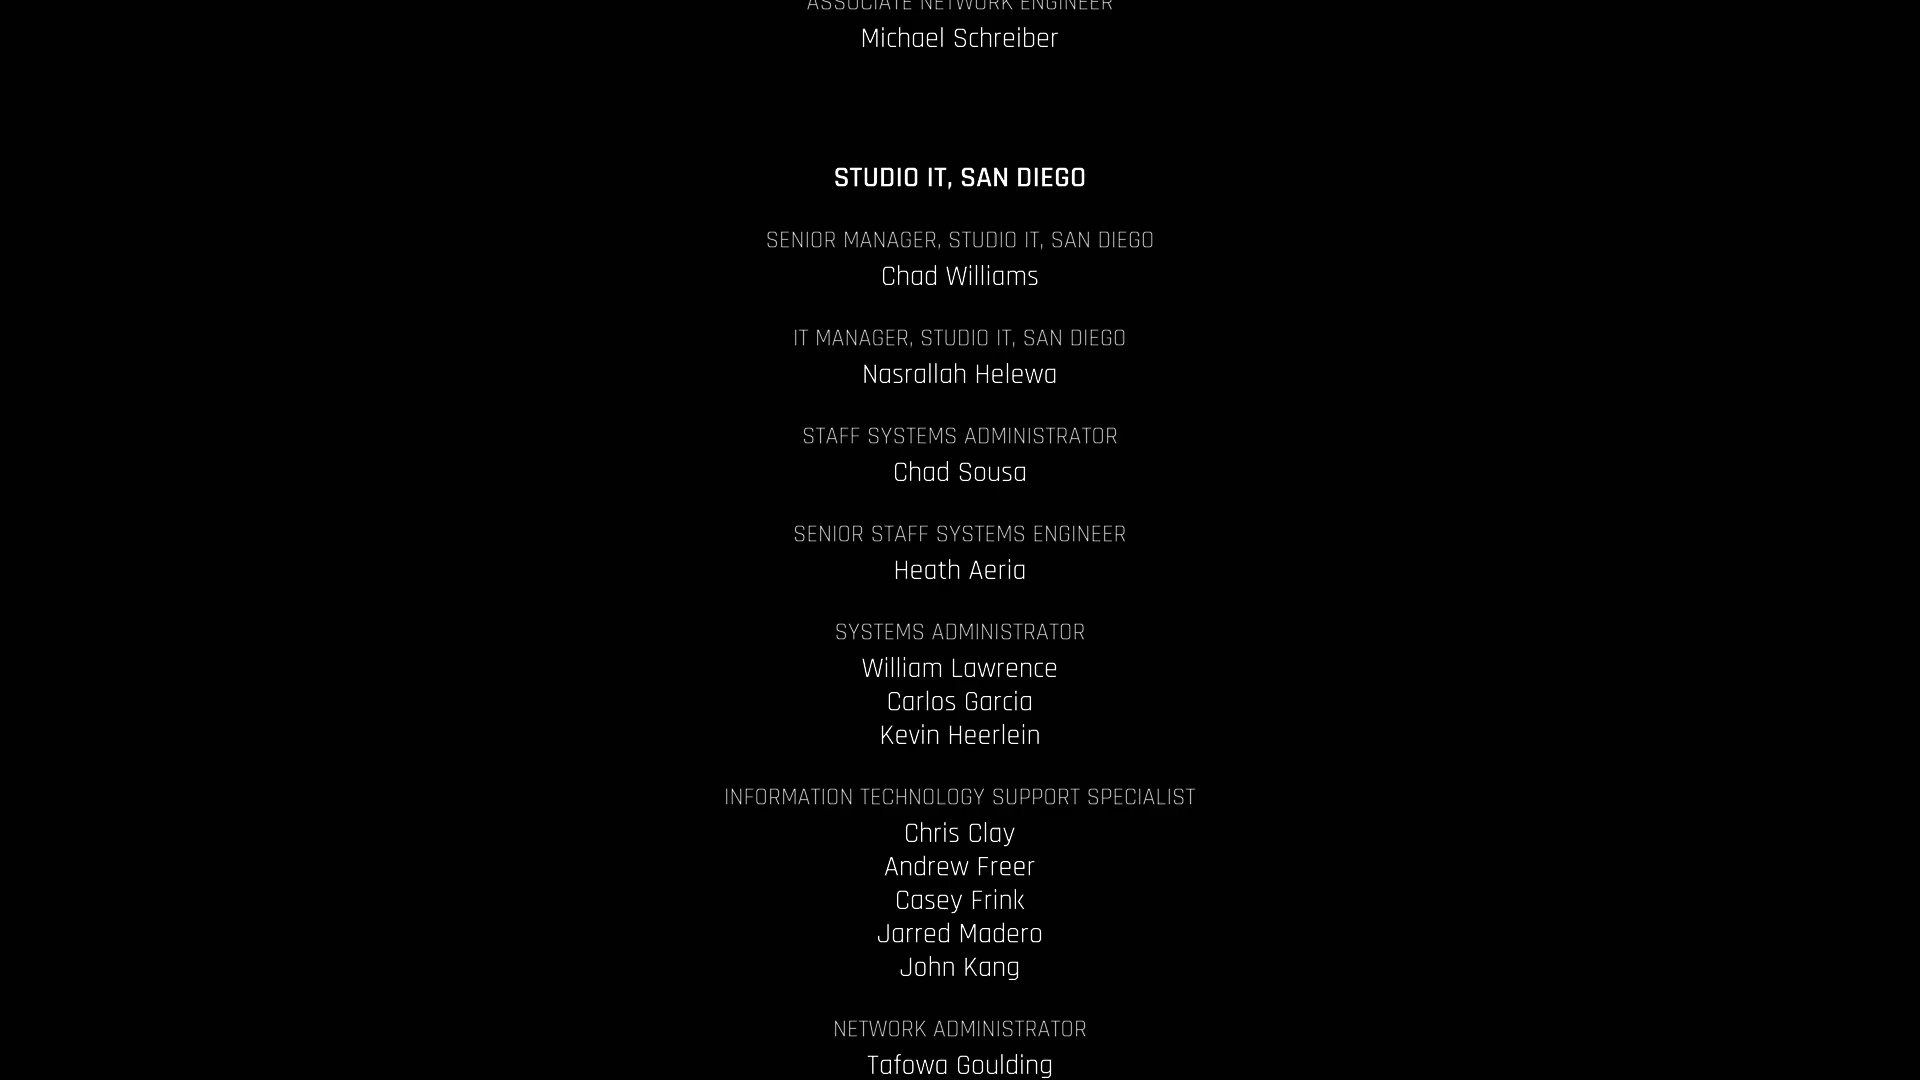 ASSOCIATE NETWORK ENGINEER
Michael Schreiber
STUDIO IT, SAN DIEGO
SENIOR MANAGER, STUDIO IT, SAN DIEGO
Chad Williams
IT MANAGER, STUDIO IT, SAN DIEGO
Nasrallah Helewa
STAFF SYSTEMS ADMINISTRATOR
Chad Sousa
SENIOR STAFF SYSTEMS ENGINEER
Heath Aeria
SYSTEMS ADMINISTRATOR
William Lawrence
Carlos Garcia
Kevin Heerlein
INFORMATION TECHNOLOGY SUPPORT SPECIALIST
Chris Clay
Andrew Freer
Casey Frink
Jarred Madero
John Kang
NETWORK ADMINISTRATOR
Tafowa Goulding